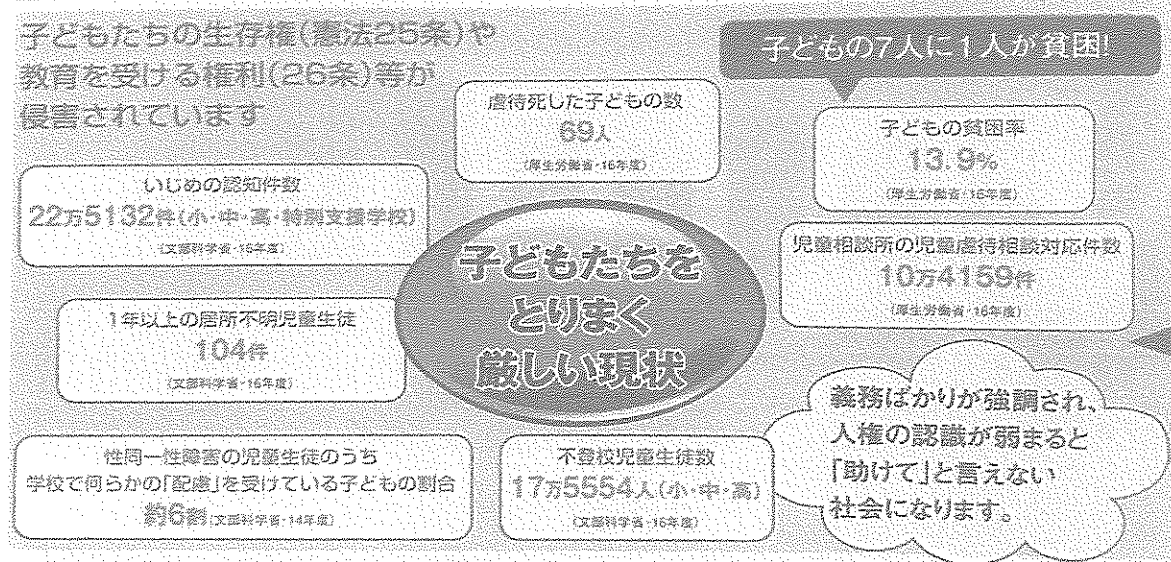 子どもたちの生存権(憲法25条)や
教育を受ける権利(26条)等が
侵害されています
子どもの7人に1人が貧困!
虐待死した子どもの数
69人
(厚生労働省・16年度)
子どもの貧困率
13.9%
(厚生労働省・16年度)
いじめの認知件数
22万5132件(小・中・高・特別支援学校)
(文部科学省・15年度)
児童相談所の児童虐待相談対応件数
10万4159件
(厚生労働省・16年度)
子どもたちを
とりまく
厳しい現状
1年以上の居所不明児童生徒
104件
(文部科学省・16年度)
義務ばかりが強調され、
人権の認識が弱まると
「助けて」と言えない
社会になります。
性同一性障害の児童生徒のうち
学校で何らかの「配慮」を受けている子どもの割合
約6割(文部科学省・14年度)
不登校児童生徒数
17万5554人(小・中・高)
(文部科学省・15年度)